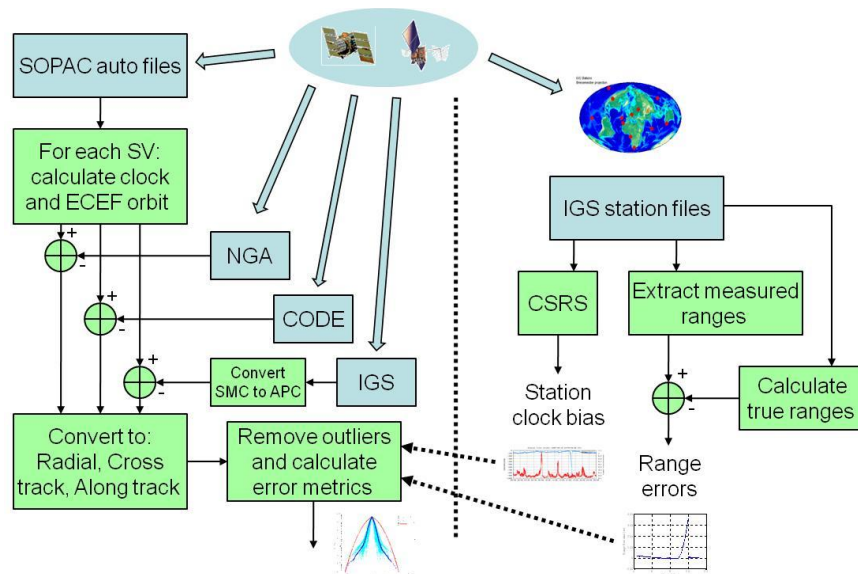 SOPAC auto files
For each SV:
calculate clock
and ECEF orbit
+
-
NGA
+
-
CODE
+
-
Convert
SMC to APC
IGS
Convert to:
Radial, Cross
track, Along track
Remove outliers
and calculate
error metrics
IGS station files
CSRS
Extract measured
ranges
Station
clock bias
+
-
Calculate
true ranges
Range
errors